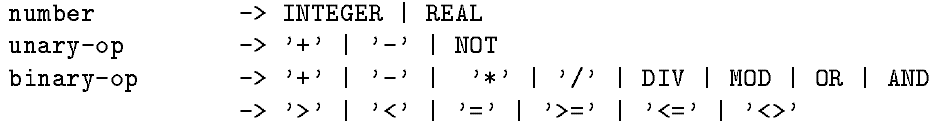 number -> INTEGER | REAL
unary-op -> '+' | '-' | NOT
binary-op -> '+' | '-' | '*' | '/' | DIV | MOD | OR | AND
-> '>' | '<' | '=' | '>=' | '<=' | '<>'